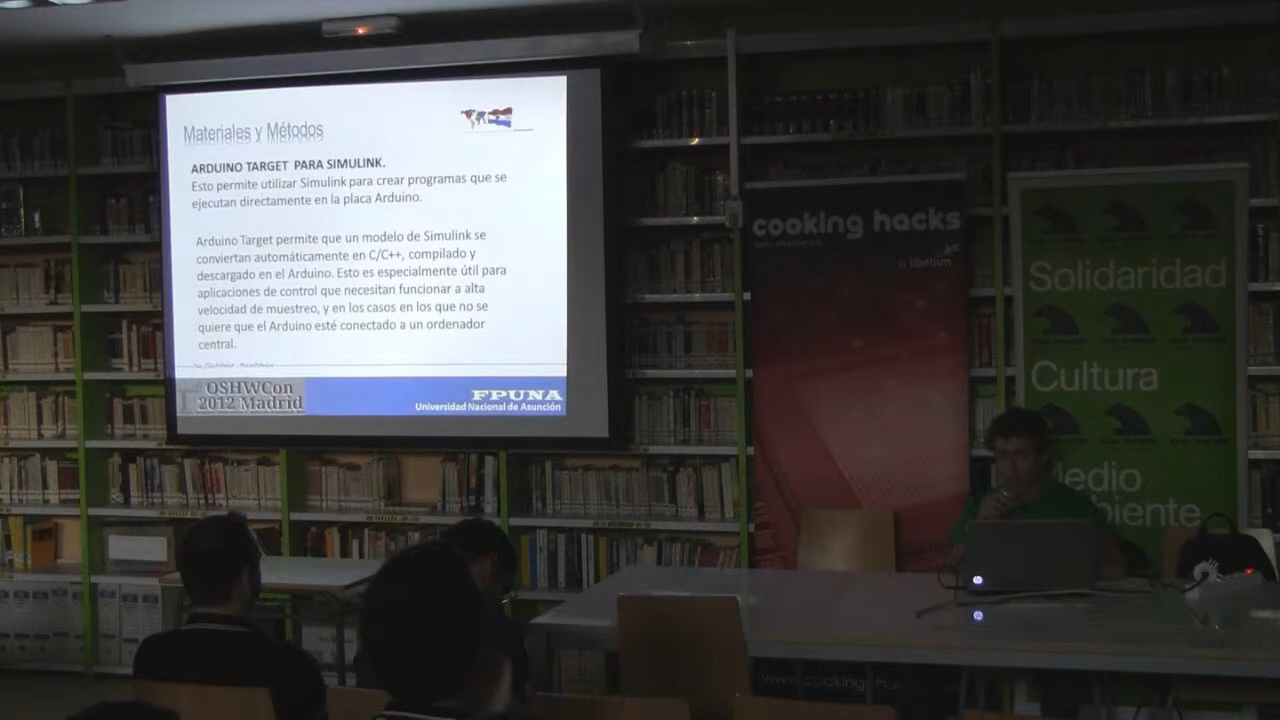 Materiales y Métodos
ARDUINO TARGET PARA SIMULINK.
Esto permite utilizar Simulink para crear programas que se
ejecutan directamente en la placa Arduino.
Arduino Target permite que un modelo de Simulink se
conviertan automáticamente en C/C++, compilado y
descargado en el Arduino. Esto es especialmente útil para
aplicaciones de control que necesitan funcionar a alta
velocidad de muestreo, y en los casos en los que no se
quiere que el Arduino esté conectado a un ordenador
central.
OSHWCon
2012 Madrid
FPUNA
Universidad Nacional de Asunción
cooking hacks
by libelium
www.cooking
Solidaridad
Cultura
Medio
biente